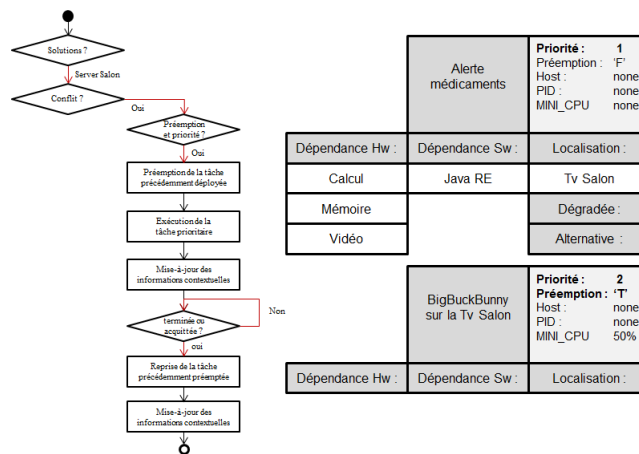 Solutions ?
Server Salon
Conflit ?
Oui
Préemption
et priorité ?
Oui
Préemption de la tâche
précédemment déployée
Exécution de la
tâche prioritaire
Mise-à-jour des
informations contextuelles
Non
terminée ou
acquittée ?
oui
Reprise de la tâche
précédemment préemptée
Mise-à-jour des
informations contextuelles
Alerte
médicaments
Priorité : 1
Préemption : 'F'
Host : none
PID : none
MINI_CPU none
Dépendance Hw : Dépendance Sw : Localisation :
Calcul Java RE Tv Salon
Mémoire Dégradée :
Vidéo Alternative :
BigBuckBunny
sur la Tv Salon
Priorité : 2
Préemption : 'T'
Host : none
PID : none
MINI_CPU 50%
Dépendance Hw : Dépendance Sw : Localisation :